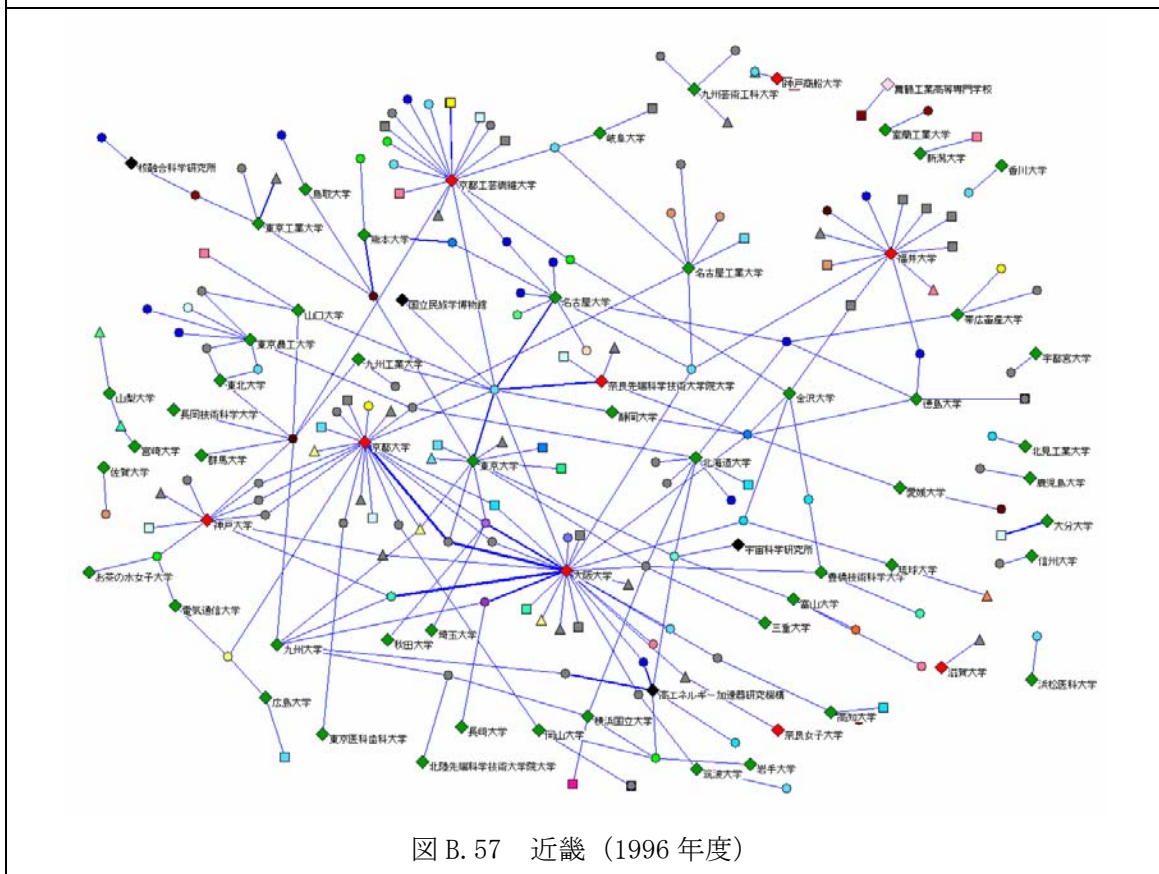 九州芸術工科大学
神戸商船大学
舞鶴工業高等専門学校
室蘭工業大学
岐阜大学
新潟大学
核融合科学研究所
香川大学
京都工芸繊維大学
鳥取大学
東京工業大学
熊本大学
福井大学
名古屋工業大学
国立民族学博物館
名古屋大学
山口大学
帯広畜産大学
東京農工大学
九州工業大学
宇都宮大学
東北大学
奈良先端科学技術大学院大学
山梨大学
金沢大学
徳島大学
長岡技術科学大学
静岡大学
京都大学
宮崎大学
群馬大学
北見工業大学
佐賀大学
東京大学
北海道大学
鹿児島大学
愛媛大学
神戸大学
大分大学
宇宙科学研究所
信州大学
お茶の水女子大学
大阪大学
豊橋技術科学大学
琉球大学
電気通信大学
富山大学
三重大学
埼玉大学
秋田大学
九州大学
滋賀大学
浜松医科大学
高エネルギー加速器研究機構
広島大学
高知大学
横浜国立大学
長崎大学
岡山大学
奈良女子大学
東京医科歯科大学
北陸先端科学技術大学院大学
筑波大学
岩手大学
図 B.57 近畿 (1996 年度)